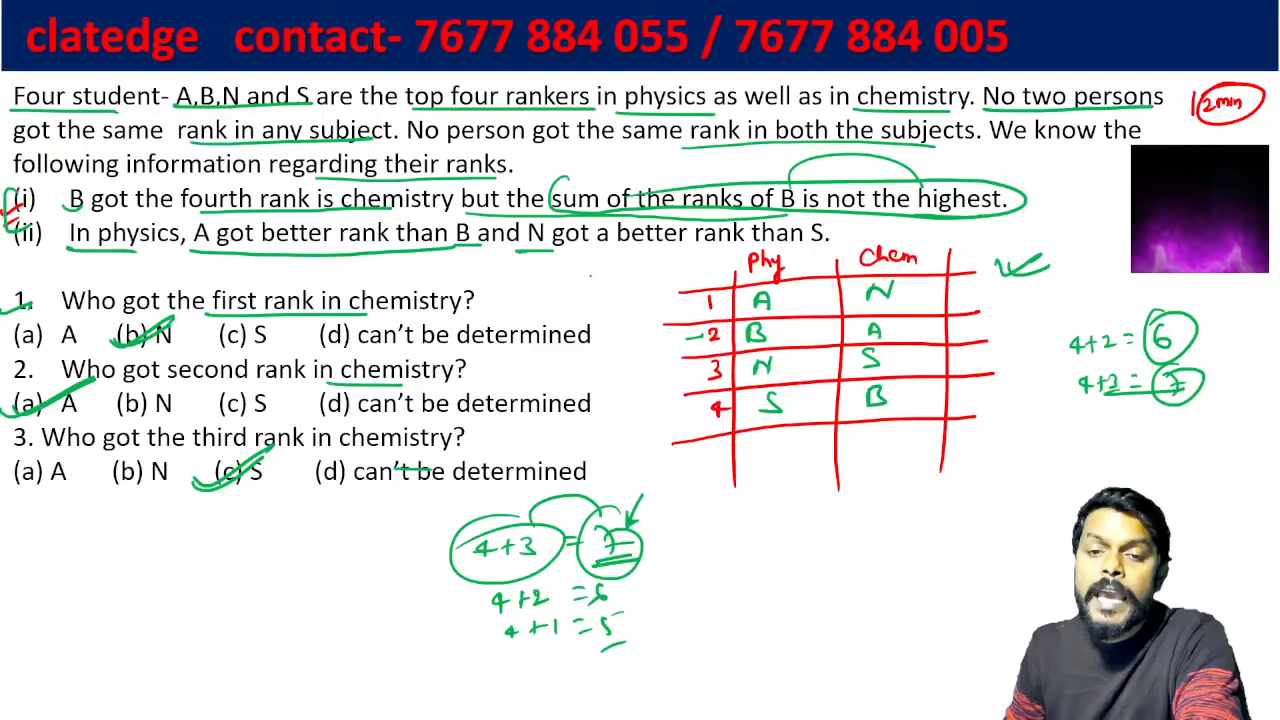 clatedge contact- 7677 884 055 / 7677 884 005
Four student- A,B,N and S are the top four rankers in physics as well as in chemistry. No two persons
got the same rank in any subject. No person got the same rank in both the subjects. We know the
following information regarding their ranks.
(i) B got the fourth rank is chemistry but the sum of the ranks of B is not the highest.
(ii) In physics, A got better rank than B and N got a better rank than S.
1. Who got the first rank in chemistry?
(a) A (b) N (c) S (d) can't be determined
2. Who got second rank in chemistry?
(a) A (b) N (c) S (d) can't be determined
3. Who got the third rank in chemistry?
(a) A (b) N (c) S (d) can't be determined
2 min
Phy Chem
1 A N
2 B A
3 N S
4 S B
4+2 = 6
4+3 = 7
4+3 = 7
4+2 = 6
4+1 = 5